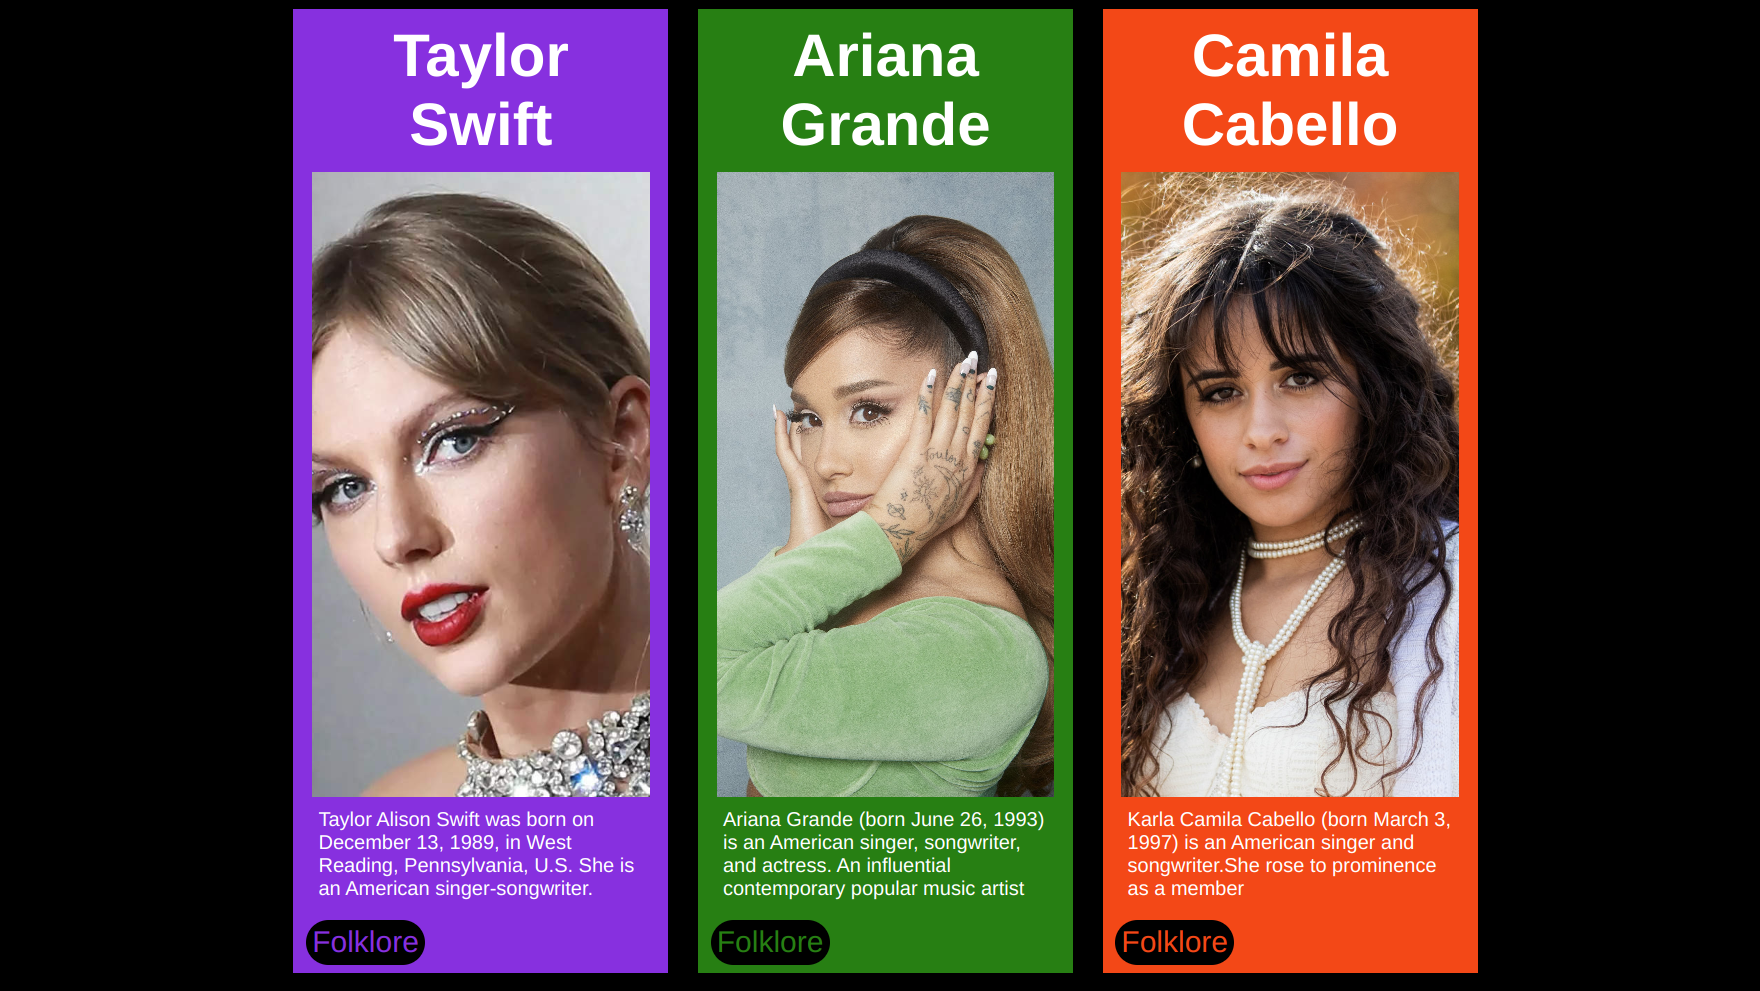 Taylor
Swift
Taylor Alison Swift was born on
December 13, 1989, in West
Reading, Pennsylvania, U.S. She is
an American singer-songwriter.
Folklore
Ariana
Grande
Ariana Grande (born June 26, 1993)
is an American singer, songwriter,
and actress. An influential
contemporary popular music artist
Folklore
Camila
Cabello
Karla Camila Cabello (born March 3,
1997) is an American singer and
songwriter.She rose to prominence
as a member
Folklore